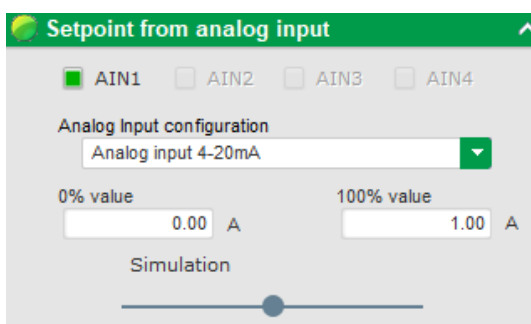 Setpoint from analog input
AIN1 AIN2 AIN3 AIN4
Analog Input configuration
Analog input 4-20mA
0% value 100% value
0.00 A 1.00 A
Simulation